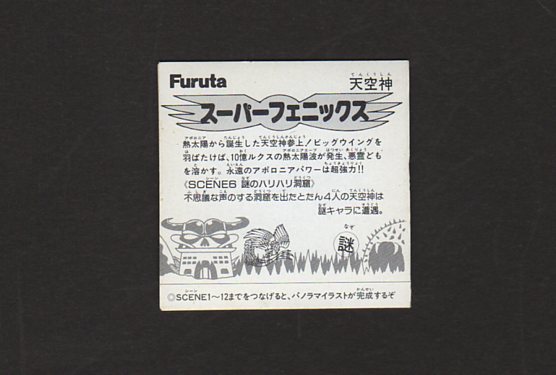 Furuta
天空神
スーパーフェニックス
熱太陽から誕生した天空神参上!ビッグウイングを
羽ばたけば、10億ルクスの熱太陽波が発生、悪霊ども
を溶かす。永遠のアポロニアパワーは超強力!!
〈SCENE6 謎のハリハリ洞窟〉
不思議な声のする洞窟を出たとたん4人の天空神は
謎キャラに遭遇。
謎
◎SCENE1〜12までをつなげると、パノラマイラストが完成するぞ